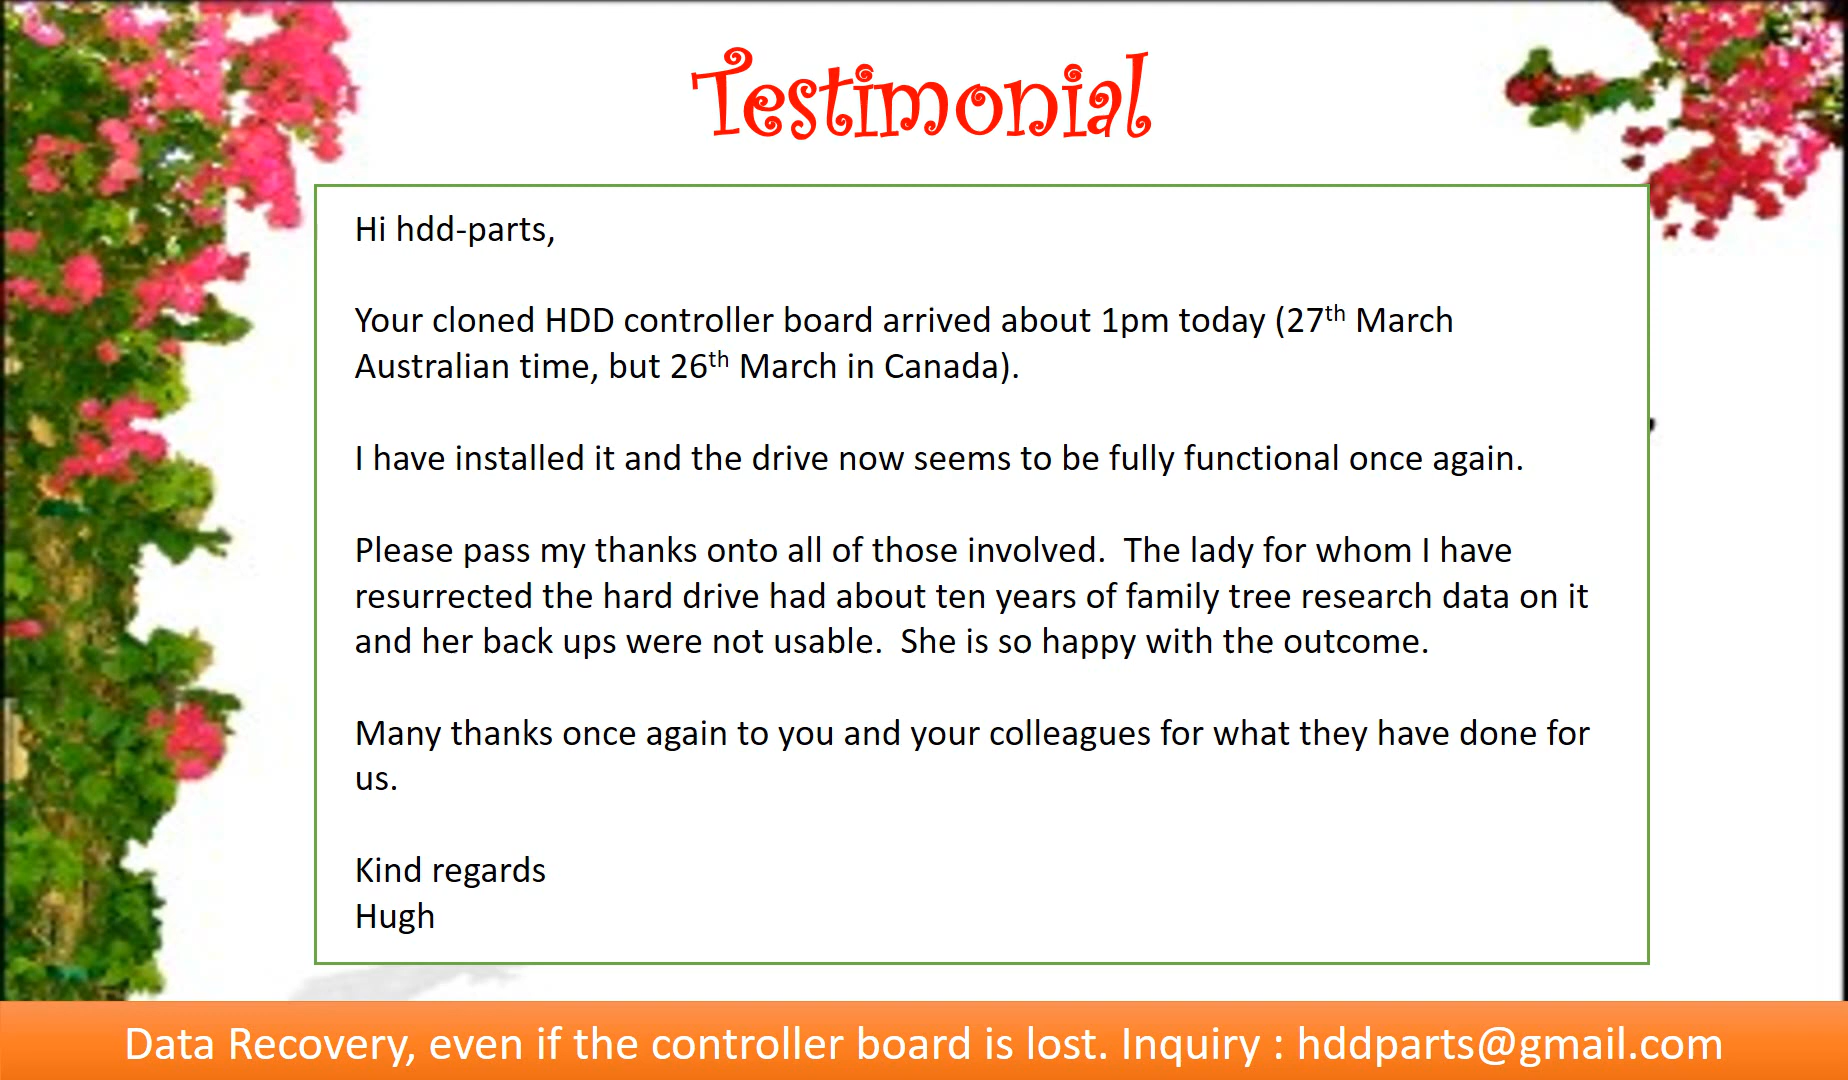 Testimonial
Hi hdd-parts,
Your cloned HDD controller board arrived about 1pm today (27th March
Australian time, but 26th March in Canada).
I have installed it and the drive now seems to be fully functional once again.
Please pass my thanks onto all of those involved.  The lady for whom I have
resurrected the hard drive had about ten years of family tree research data on it
and her back ups were not usable.  She is so happy with the outcome.
Many thanks once again to you and your colleagues for what they have done for
us.
Kind regards
Hugh
Data Recovery, even if the controller board is lost. Inquiry : hddparts@gmail.com